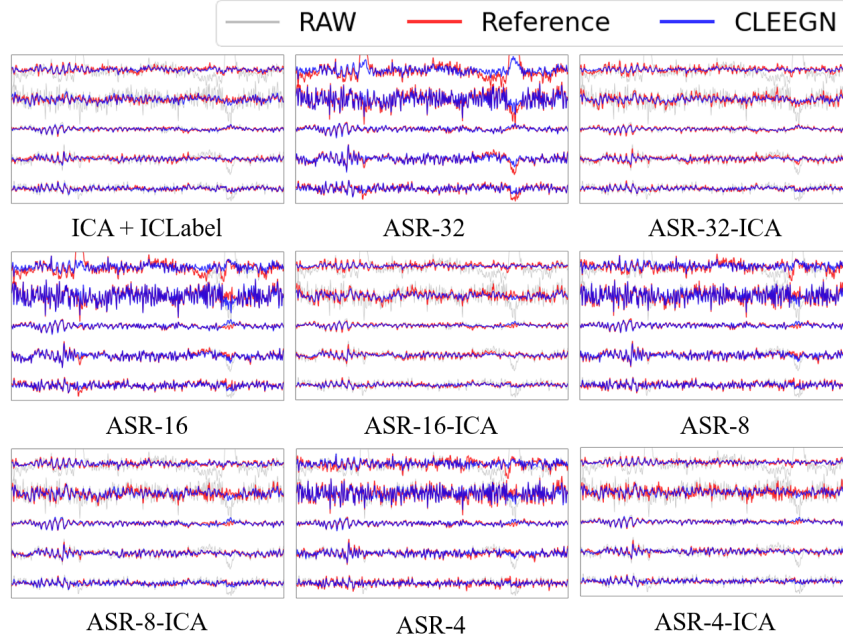 RAW Reference CLEEGN
ICA + ICLabel ASR-32 ASR-32-ICA
ASR-16 ASR-16-ICA ASR-8
ASR-8-ICA ASR-4 ASR-4-ICA